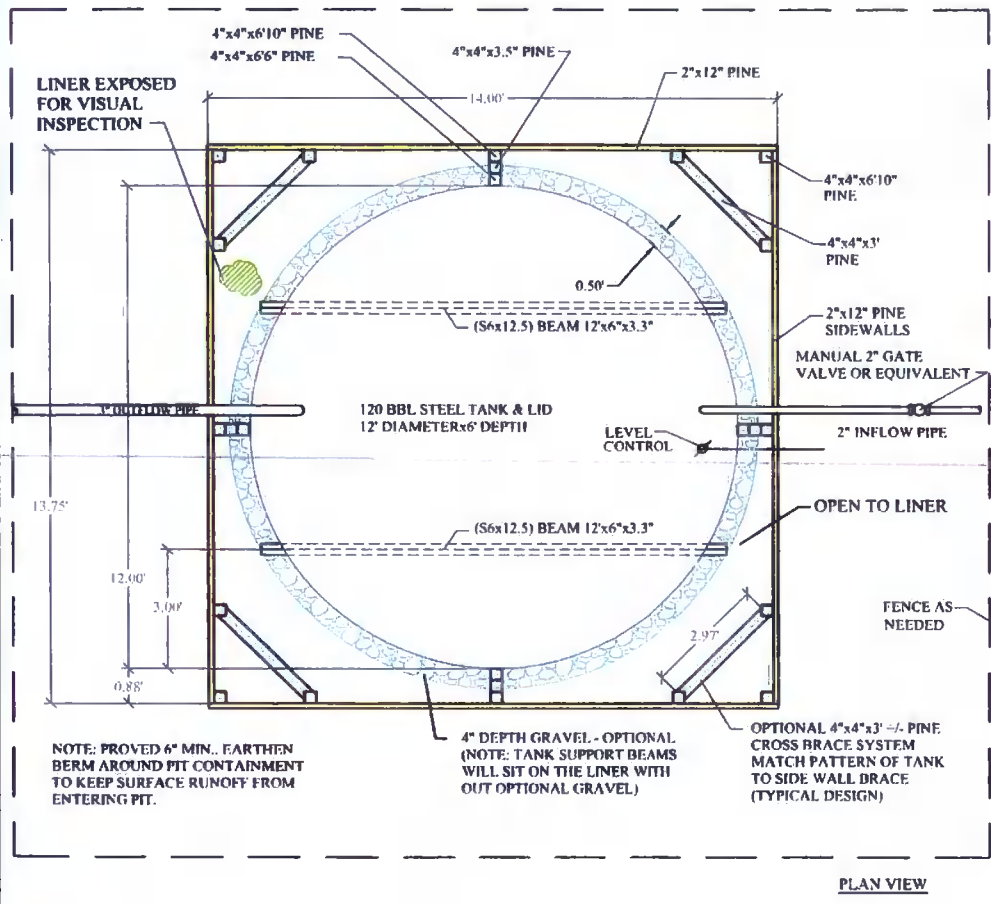 4"x4"x6'10" PINE
4"x4"x6'6" PINE
4"x4"x3.5" PINE
2"x12" PINE
LINER EXPOSED
FOR VISUAL
INSPECTION
14.00'
4"x4"x6'10"
PINE
4"x4"x3'
PINE
0.50'
(S6x12.5) BEAM 12'x6"x3.3"
2"x12" PINE
SIDEWALLS
MANUAL 2" GATE
VALVE OR EQUIVALENT
3" OUTFLOW PIPE
120 BBL STEEL TANK & LID
12' DIAMETERx6' DEPTH
LEVEL
CONTROL
2" INFLOW PIPE
13.75'
(S6x12.5) BEAM 12'x6"x3.3"
OPEN TO LINER
12.00'
3.00'
2.97'
FENCE AS
NEEDED
0.88'
NOTE: PROVED 6" MIN.. EARTHEN
BERM AROUND PIT CONTAINMENT
TO KEEP SURFACE RUNOFF FROM
ENTERING PIT.
4" DEPTH GRAVEL - OPTIONAL
(NOTE: TANK SUPPORT BEAMS
WILL SIT ON THE LINER WITH
OUT OPTIONAL GRAVEL)
OPTIONAL 4"x4"x3' +/- PINE
CROSS BRACE SYSTEM
MATCH PATTERN OF TANK
TO SIDE WALL BRACE
(TYPICAL DESIGN)
PLAN VIEW